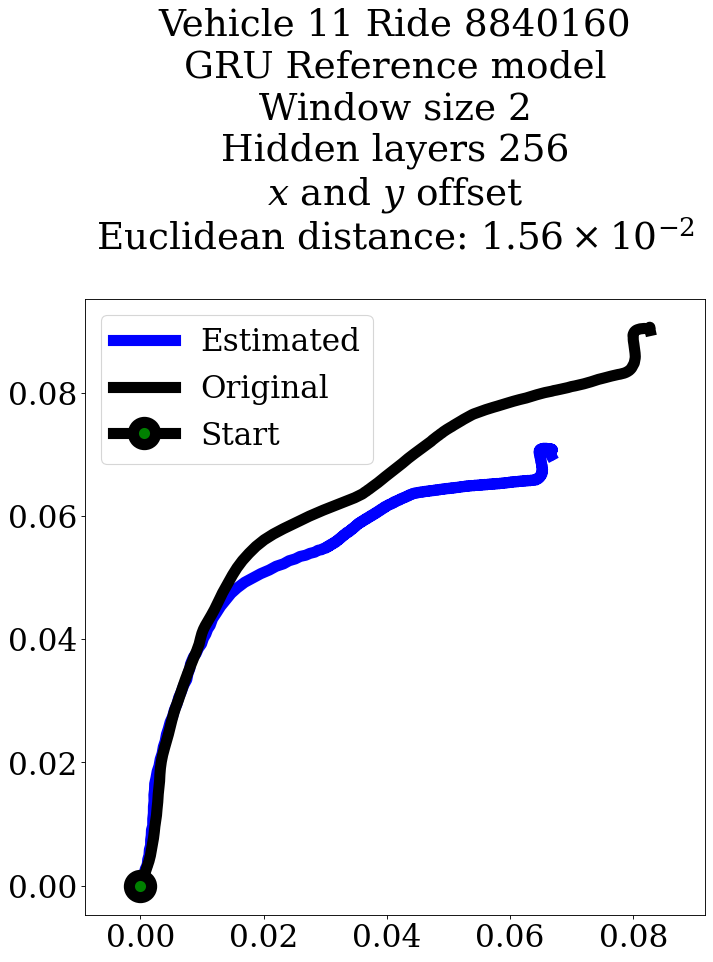 Vehicle 11 Ride 8840160
GRU Reference model
Window size 2
Hidden layers 256
x and y offset
Euclidean distance: 1.56 × 10⁻²
Estimated
Original
Start
0.08
0.06
0.04
0.02
0.00
0.00 0.02 0.04 0.06 0.08